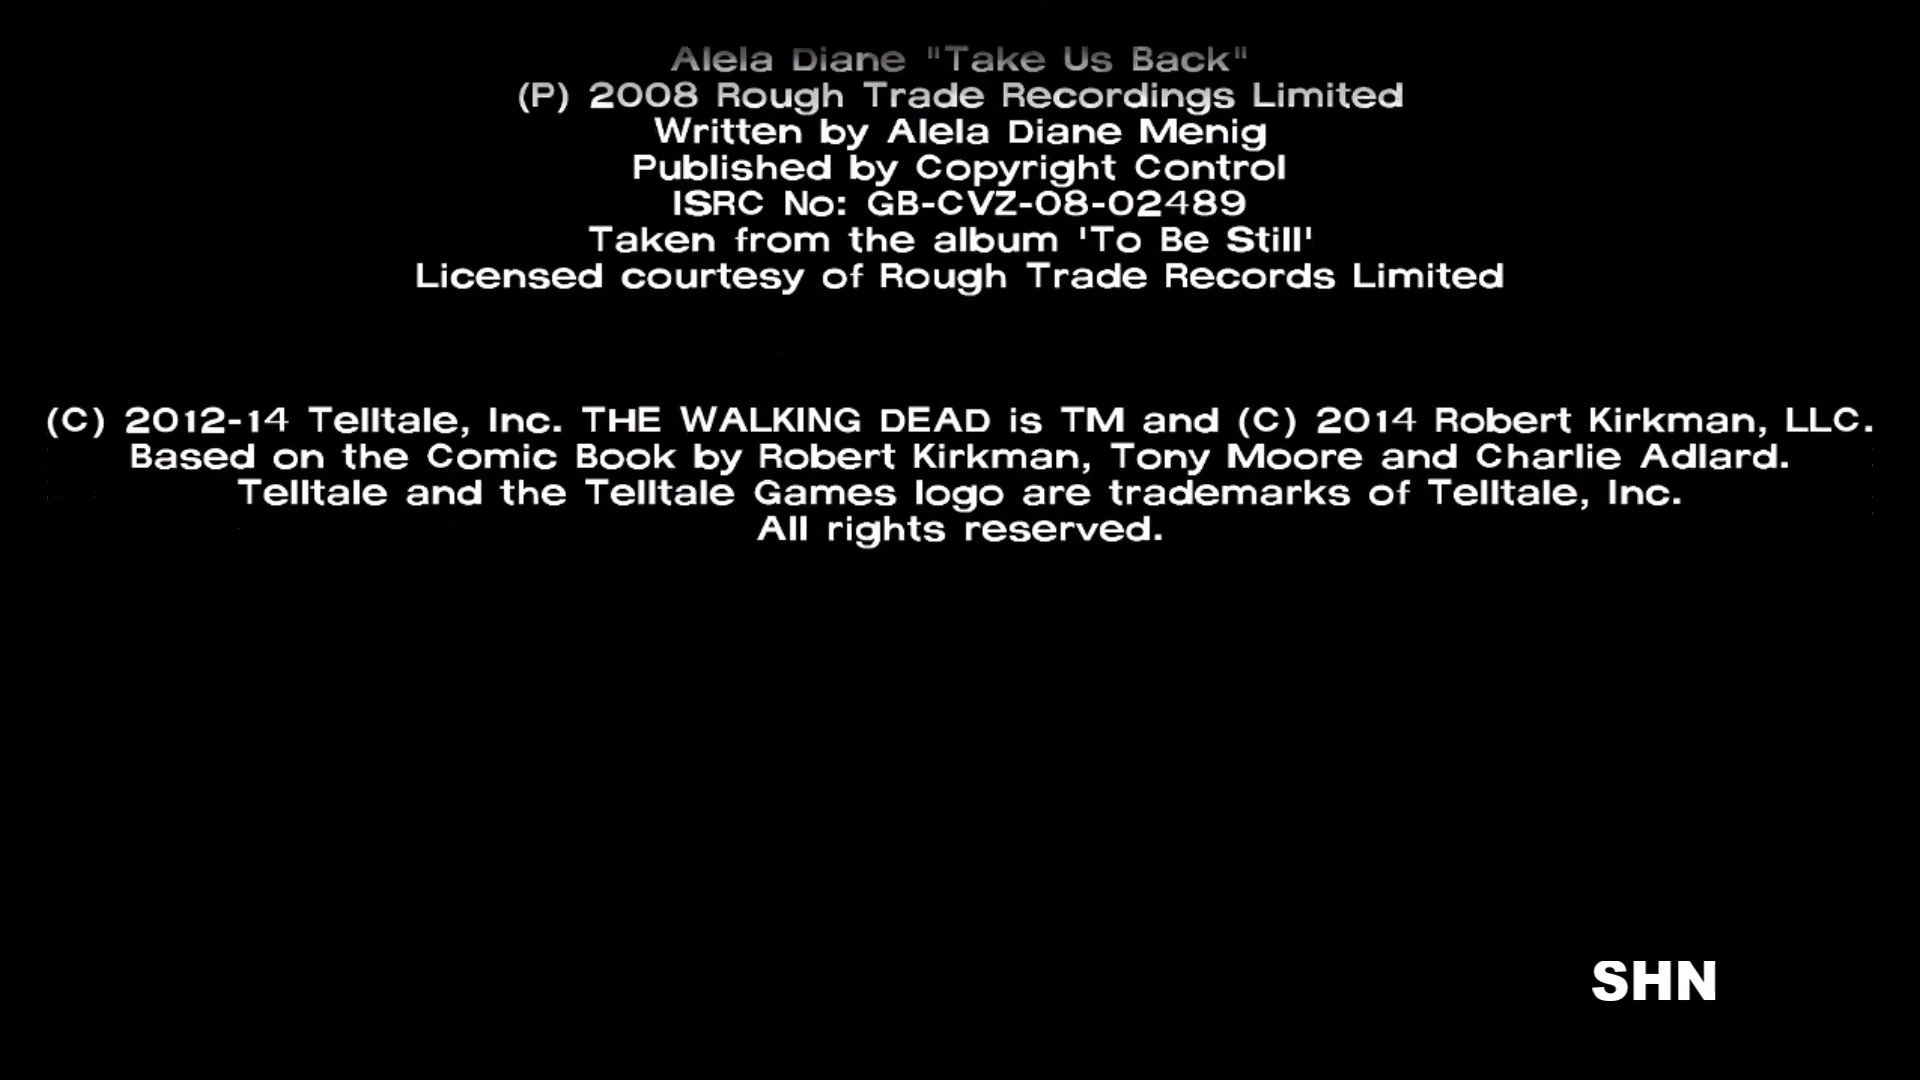 Alela Diane "Take Us Back"
(P) 2008 Rough Trade Recordings Limited
Written by Alela Diane Menig
Published by Copyright Control
ISRC No: GB-CVZ-08-02489
Taken from the album 'To Be Still'
Licensed courtesy of Rough Trade Records Limited
(C) 2012-14 Telltale, Inc. THE WALKING DEAD is TM and (C) 2014 Robert Kirkman, LLC.
Based on the Comic Book by Robert Kirkman, Tony Moore and Charlie Adlard.
Telltale and the Telltale Games logo are trademarks of Telltale, Inc.
All rights reserved.
SHN